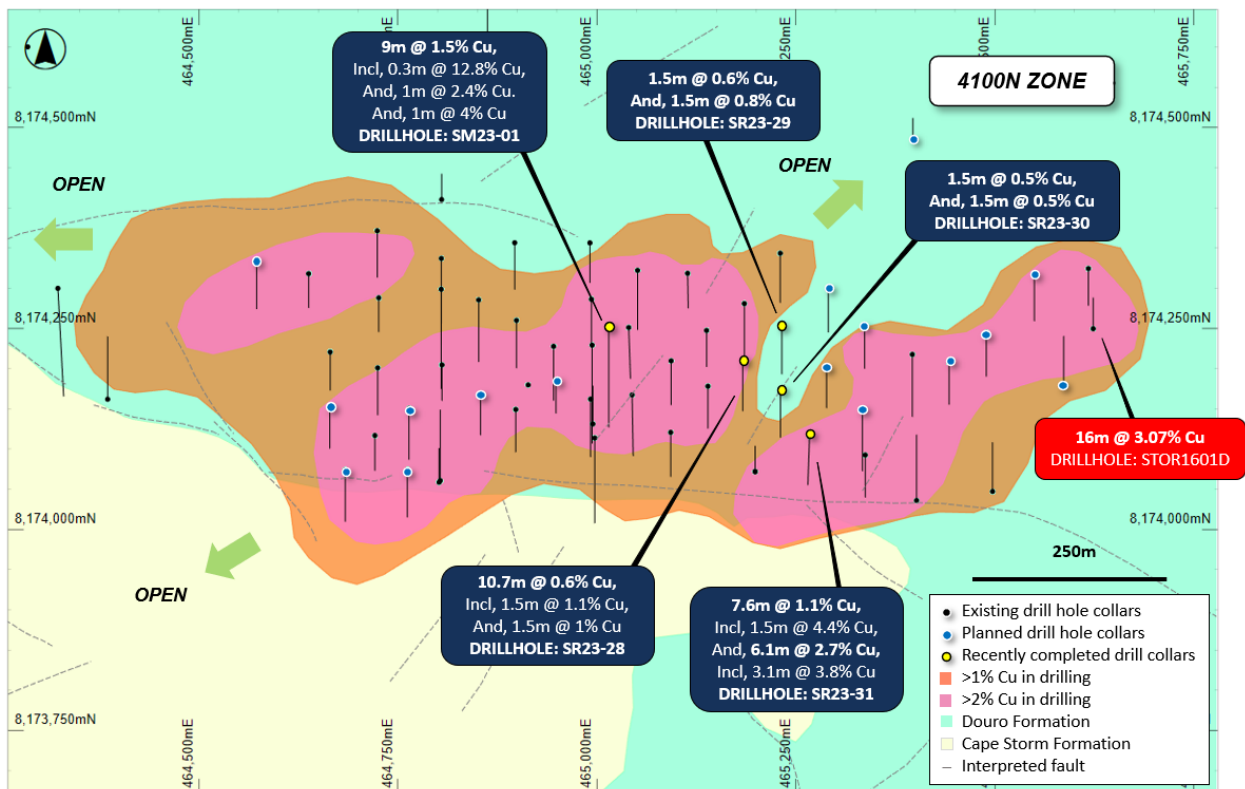 464,500mE
464,750mE
465,000mE
,250mE
,500mE
465,750mE
9m @ 1.5% Cu,
Incl, 0.3m @ 12.8% Cu,
And, 1m @ 2.4% Cu.
And, 1m @ 4% Cu
DRILLHOLE: SM23-01
1.5m @ 0.6% Cu,
And, 1.5m @ 0.8% Cu
DRILLHOLE: SR23-29
4100N ZONE
8,174,500mN
8,174,500mN
OPEN
OPEN
1.5m @ 0.5% Cu,
And, 1.5m @ 0.5% Cu
DRILLHOLE: SR23-30
8,174,250mN
8,174,250mN
16m @ 3.07% Cu
DRILLHOLE: STOR1601D
8,174,000mN
8,174,000mN
250m
OPEN
10.7m @ 0.6% Cu,
Incl, 1.5m @ 1.1% Cu,
And, 1.5m @ 1% Cu
DRILLHOLE: SR23-28
7.6m @ 1.1% Cu,
Incl, 1.5m @ 4.4% Cu,
And, 6.1m @ 2.7% Cu,
Incl, 3.1m @ 3.8% Cu
DRILLHOLE: SR23-31
Existing drill hole collars
Planned drill hole collars
Recently completed drill collars
>1% Cu in drilling
>2% Cu in drilling
Douro Formation
Cape Storm Formation
Interpreted fault
8,173,750mN
464,500mE
464,750mE
465,000mE
465,250mE